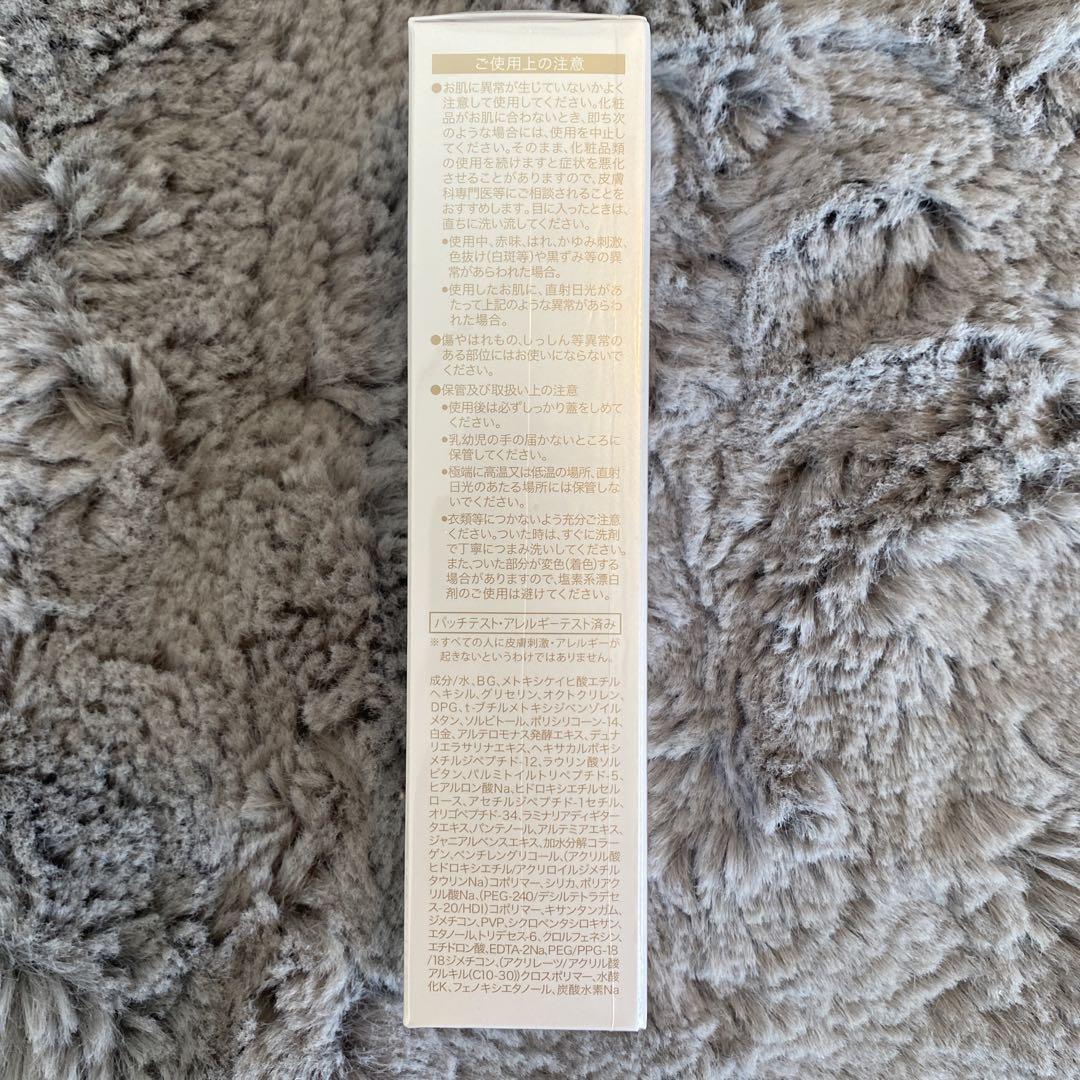 ご使用上の注意
●お肌に異常が生じていないかよく
注意して使用してください。化粧
品がお肌に合わないとき、即ち次
のような場合には、使用を中止し
てください。そのまま、化粧品類
の使用を続けますと症状を悪化
させることがありますので、皮膚
科専門医等にご相談されることを
おすすめします。目に入ったときは、
直ちに洗い流してください。
●使用中、赤味、はれ、かゆみ刺激、
色抜け(白斑等)や黒ずみ等の異
常があらわれた場合。
●使用したお肌に、直射日光があ
たって上記のような異常があらわ
れた場合。
●傷やはれもの、しっしん等異常の
ある部位にはお使いにならないで
ください。
●保管及び取扱い上の注意
●使用後は必ずしっかり蓋をしめて
ください。
●乳幼児の手の届かないところに
保管してください。
●極端に高温又は低温の場所、直射
日光のあたる場所には保管しな
いでください。
●衣類等につかないよう充分ご注意
ください。ついた時は、すぐに洗剤
で丁寧につまみ洗いしてください。
また、ついた部分が変色(着色)する
場合がありますので、塩素系漂白
剤のご使用は避けてください。
パッチテスト・アレルギーテスト済み
※すべての人に皮膚刺激・アレルギーが
起きないというわけではありません。
成分/水、BG、メトキシケイヒ酸エチル
ヘキシル、グリセリン、オクトクリレン、
DPG、t-ブチルメトキシジベンゾイル
メタン、ソルビトール、ポリシリコーン-14、
白金、アルテロモナス発酵エキス、デュナ
リエラサリナエキス、ヘキサカルボキシ
メチルジペプチド-12、ラウリン酸ソル
ビタン、パルミトイルトリペプチド-5、
ヒアルロン酸Na、ヒドロキシエチルセル
ロース、アセチルジペプチド-1セチル、
オリゴペプチド-34、ラミナリアディギター
タエキス、パンテノール、アルテミアエキス、
ジャニアルベンスエキス、加水分解コラー
ゲン、ペンチレングリコール、(アクリル酸
ヒドロキシエチル/アクリロイルジメチル
タウリンNa)コポリマー、シリカ、ポリアク
リル酸Na、(PEG-240/デシルテトラデセ
ス-20/HDI)コポリマー、キサンタンガム、
ジメチコン、PVP、シクロペンタシロキサン、
エタノール、トリデセス-6、クロルフェネシン、
エチドロン酸、EDTA-2Na、PEG/PPG-18
/18ジメチコン、(アクリレーツ/アクリル酸
アルキル(C10-30))クロスポリマー、水酸
化K、フェノキシエタノール、炭酸水素Na